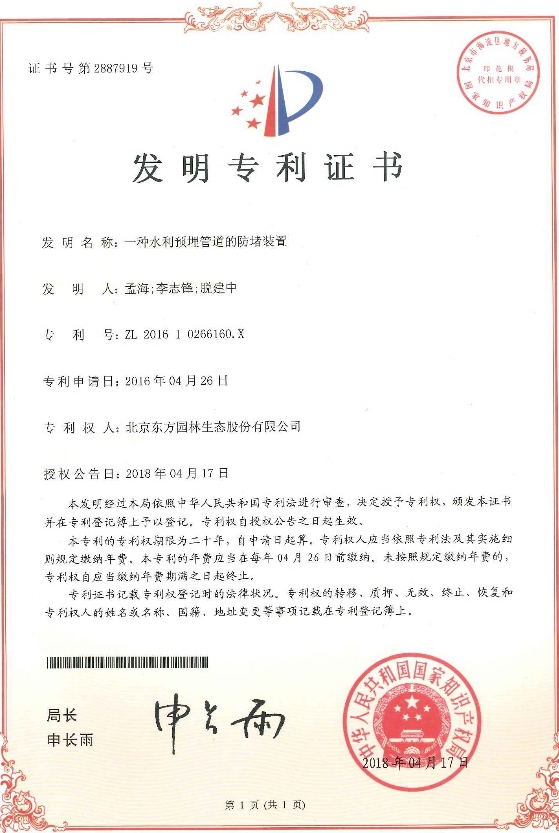 证书号第2887919号
北京市海淀区地方税务局
印花税
代扣专用章
国家知识产权局
发明专利证书
发明名称：一种水利预埋管道的防堵装置
发明人：孟海;李志锋;脱建中
专利号：ZL 2016 1 0266160.X
专利申请日：2016年04月26日
专利权人：北京东方园林生态股份有限公司
授权公告日：2018年04月17日
本发明经过本局依照中华人民共和国专利法进行审查，决定授予专利权，颁发本证书
并在专利登记簿上予以登记。专利权自授权公告之日起生效。
本专利的专利权期限为二十年，自申请日起算。专利权人应当依照专利法及其实施细
则规定缴纳年费。本专利的年费应当在每年04月26日前缴纳。未按照规定缴纳年费的，
专利权自应当缴纳年费期满之日起终止。
专利证书记载专利权登记时的法律状况。专利权的转移、质押、无效、终止、恢复和
专利权人的姓名或名称、国籍、地址变更等事项记载在专利登记簿上。
局长
申长雨
申长雨
中华人民共和国国家知识产权局
2018年04月17日
第1页(共1页)